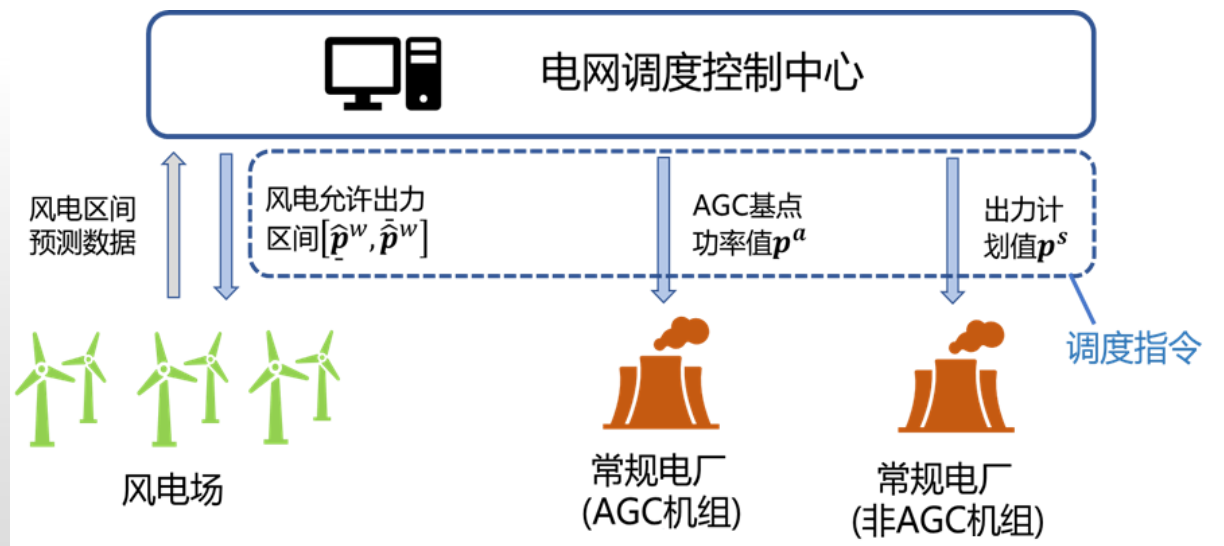 电网调度控制中心
风电区间
预测数据
风电允许出力
区间[p̲̂ʷ, p̂̄ʷ]
AGC基点
功率值pᵃ
出力计
划值pˢ
调度指令
风电场
常规电厂
(AGC机组)
常规电厂
(非AGC机组)